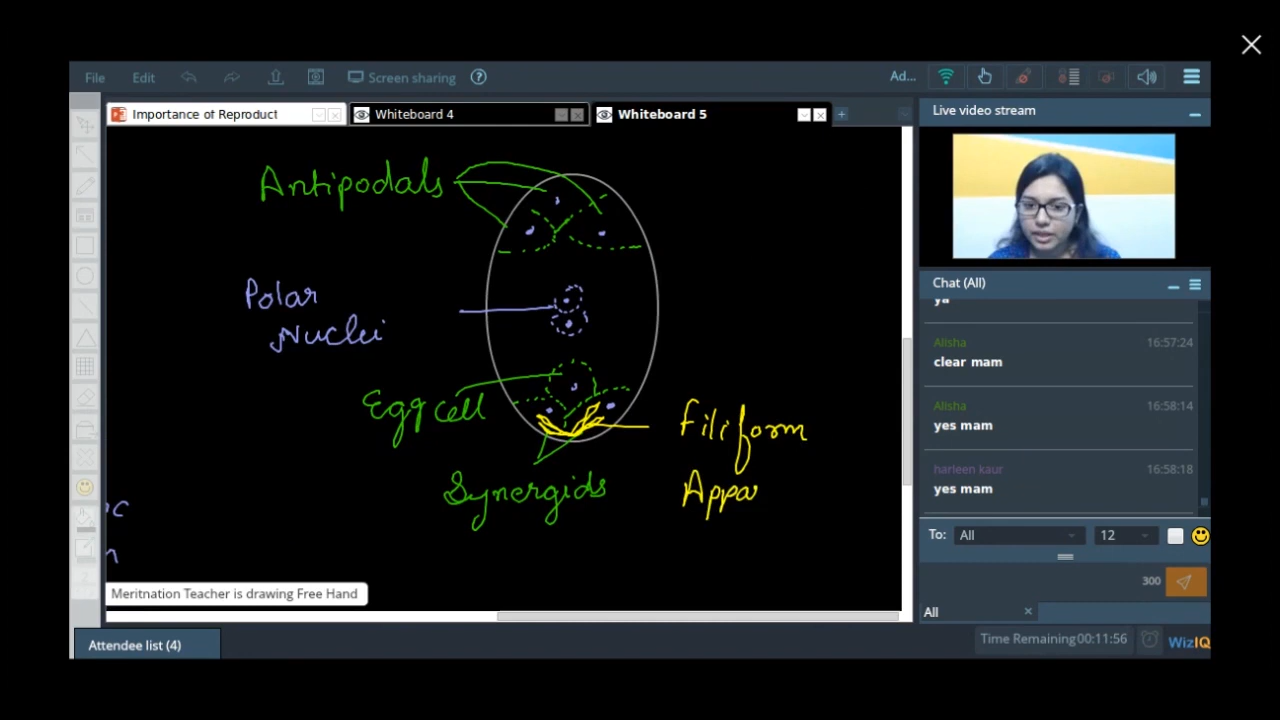 File Edit Screen sharing ? Ad...
Importance of Reproduct Whiteboard 4 Whiteboard 5 +
Antipodals
Polar
Nuclei
Egg cell
Synergids
Filiform
Appa
Meritnation Teacher is drawing Free Hand
Attendee list (4)
Live video stream
Chat (All)
ya
Alisha 16:57:24
clear mam
Alisha 16:58:14
yes mam
harleen kaur 16:58:18
yes mam
To: All 12
300
All
Time Remaining 00:11:56 WizIQ